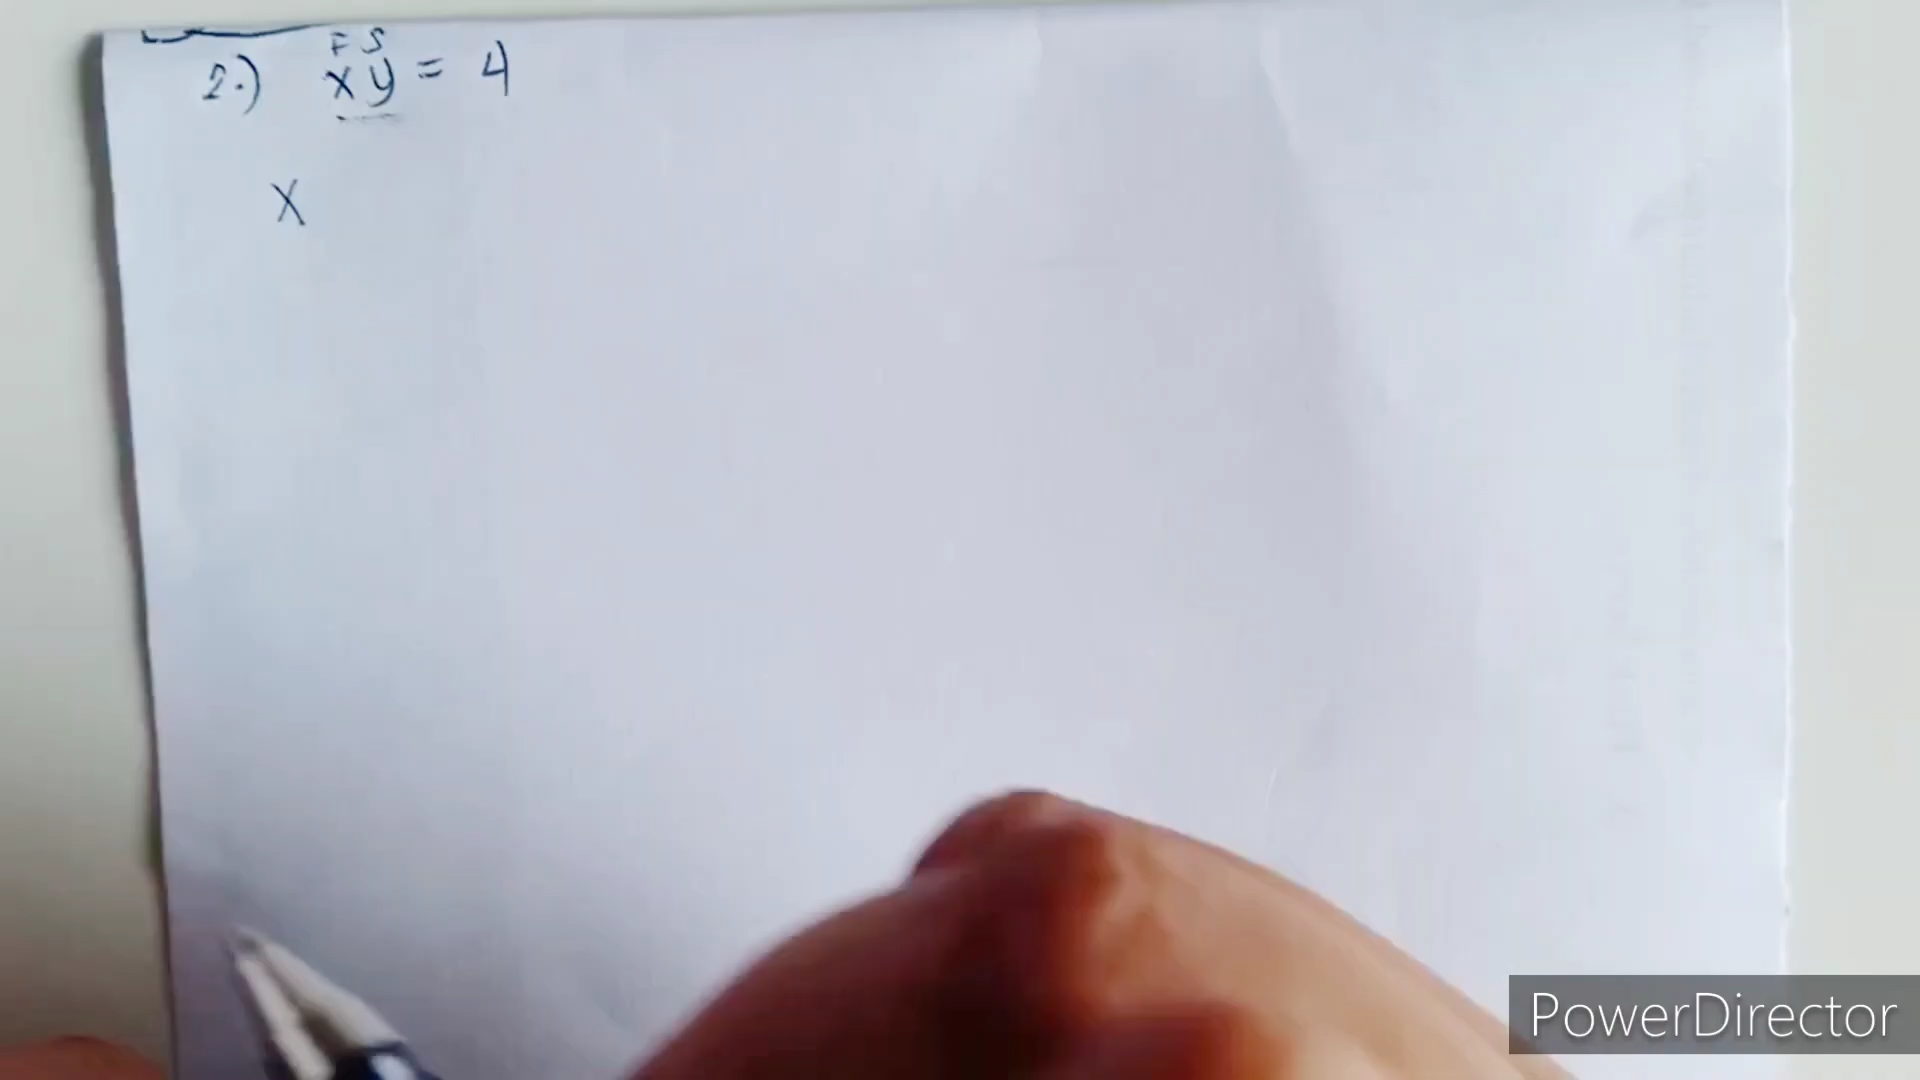 F S
2.) xy = 4
x
PowerDirector